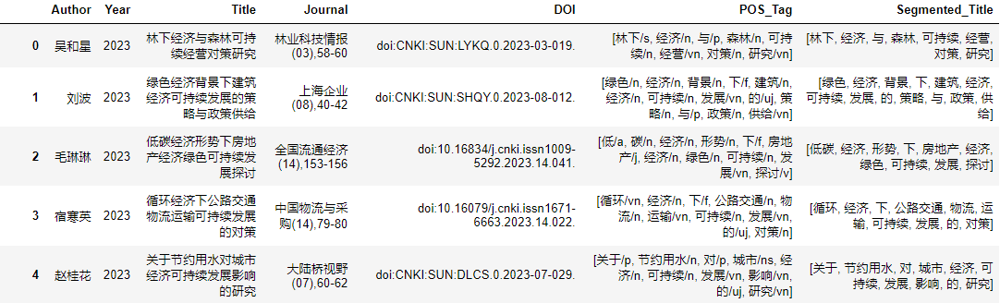 Author Year Title Journal DOI POS_Tag Segmented_Title
0 吴和星 2023 林下经济与森林可持
续经营对策研究 林业科技情报
(03),58-60 doi:CNKI:SUN:LYKQ.0.2023-03-019. [林下/s, 经济/n, 与/p, 森林/n, 可持
续/n, 经营/vn, 对策/n, 研究/vn] [林下, 经济, 与, 森林, 可持续, 经营,
对策, 研究]
1 刘波 2023 绿色经济背景下建筑
经济可持续发展的策
略与政策供给 上海企业
(08),40-42 doi:CNKI:SUN:SHQY.0.2023-08-012. [绿色/n, 经济/n, 背景/n, 下/f, 建筑/n,
经济/n, 可持续/n, 发展/vn, 的/uj, 策
略/n, 与/p, 政策/n, 供给/vn] [绿色, 经济, 背景, 下, 建筑, 经济,
可持续, 发展, 的, 策略, 与, 政策, 供
给]
2 毛琳琳 2023 低碳经济形势下房地
产经济绿色可持续发
展探讨 全国流通经济
(14),153-156 doi:10.16834/j.cnki.issn1009-
5292.2023.14.041. [低/a, 碳/n, 经济/n, 形势/n, 下/f, 房地
产/j, 经济/n, 绿色/n, 可持续/n, 发
展/vn, 探讨/v] [低碳, 经济, 形势, 下, 房地产, 经济,
绿色, 可持续, 发展, 探讨]
3 宿寒英 2023 循环经济下公路交通
物流运输可持续发展
的对策 中国物流与采
购(14),79-80 doi:10.16079/j.cnki.issn1671-
6663.2023.14.022. [循环/vn, 经济/n, 下/f, 公路交通/n, 物
流/n, 运输/vn, 可持续/n, 发展/vn,
的/uj, 对策/n] [循环, 经济, 下, 公路交通, 物流, 运
输, 可持续, 发展, 的, 对策]
4 赵桂花 2023 关于节约用水对城市
经济可持续发展影响
的研究 大陆桥视野
(07),60-62 doi:CNKI:SUN:DLCS.0.2023-07-029. [关于/p, 节约用水/n, 对/p, 城市/ns, 经
济/n, 可持续/n, 发展/vn, 影响/vn,
的/uj, 研究/vn] [关于, 节约用水, 对, 城市, 经济, 可
持续, 发展, 影响, 的, 研究]